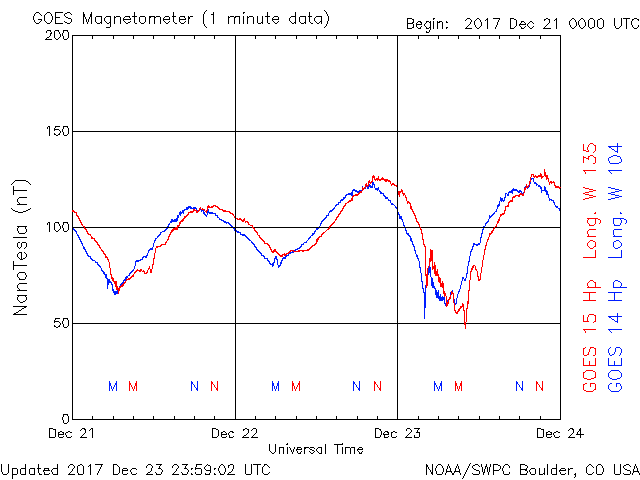 GOES Magnetometer (1 minute data)
Begin: 2017 Dec 21 0000 UTC
200
150
100
50
0
NanoTesla (nT)
M M N N M M N N M M N N
Dec 21 Dec 22 Dec 23 Dec 24
Universal Time
GOES 15 Hp Long. W 135
GOES 14 Hp Long. W 104
Updated 2017 Dec 23 23:59:02 UTC
NOAA/SWPC Boulder, CO USA